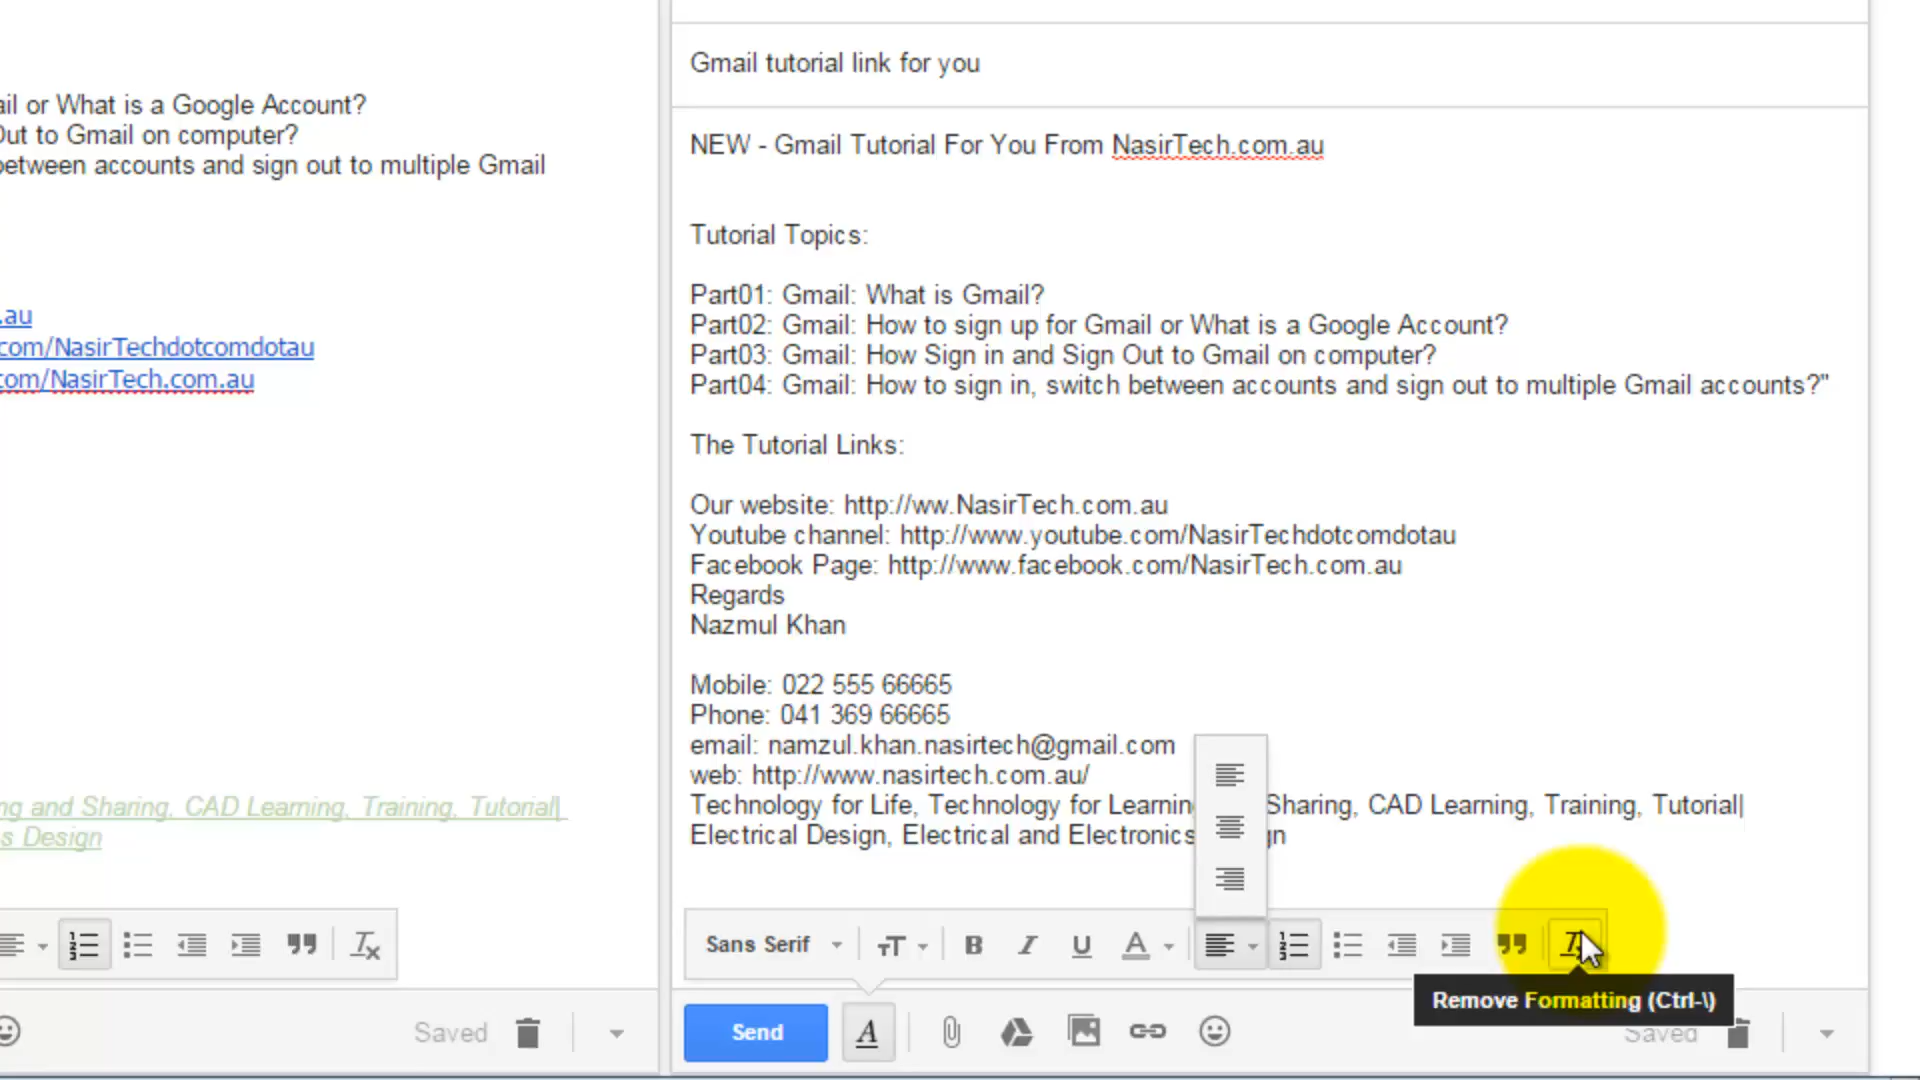 ail or What is a Google Account?
Out to Gmail on computer?
between accounts and sign out to multiple Gmail
.au
com/NasirTechdotcomdotau
com/NasirTech.com.au
ng and Sharing, CAD Learning, Training, Tutorial
s Design
Saved
Gmail tutorial link for you
NEW - Gmail Tutorial For You From NasirTech.com.au
Tutorial Topics:
Part01: Gmail: What is Gmail?
Part02: Gmail: How to sign up for Gmail or What is a Google Account?
Part03: Gmail: How Sign in and Sign Out to Gmail on computer?
Part04: Gmail: How to sign in, switch between accounts and sign out to multiple Gmail accounts?"
The Tutorial Links:
Our website: http://ww.NasirTech.com.au
Youtube channel: http://www.youtube.com/NasirTechdotcomdotau
Facebook Page: http://www.facebook.com/NasirTech.com.au
Regards
Nazmul Khan
Mobile: 022 555 66665
Phone: 041 369 66665
email: namzul.khan.nasirtech@gmail.com
web: http://www.nasirtech.com.au/
Technology for Life, Technology for Learnin Sharing, CAD Learning, Training, Tutorial
Electrical Design, Electrical and Electronics gn
Sans Serif
Remove Formatting (Ctrl-\)
Send
Saved